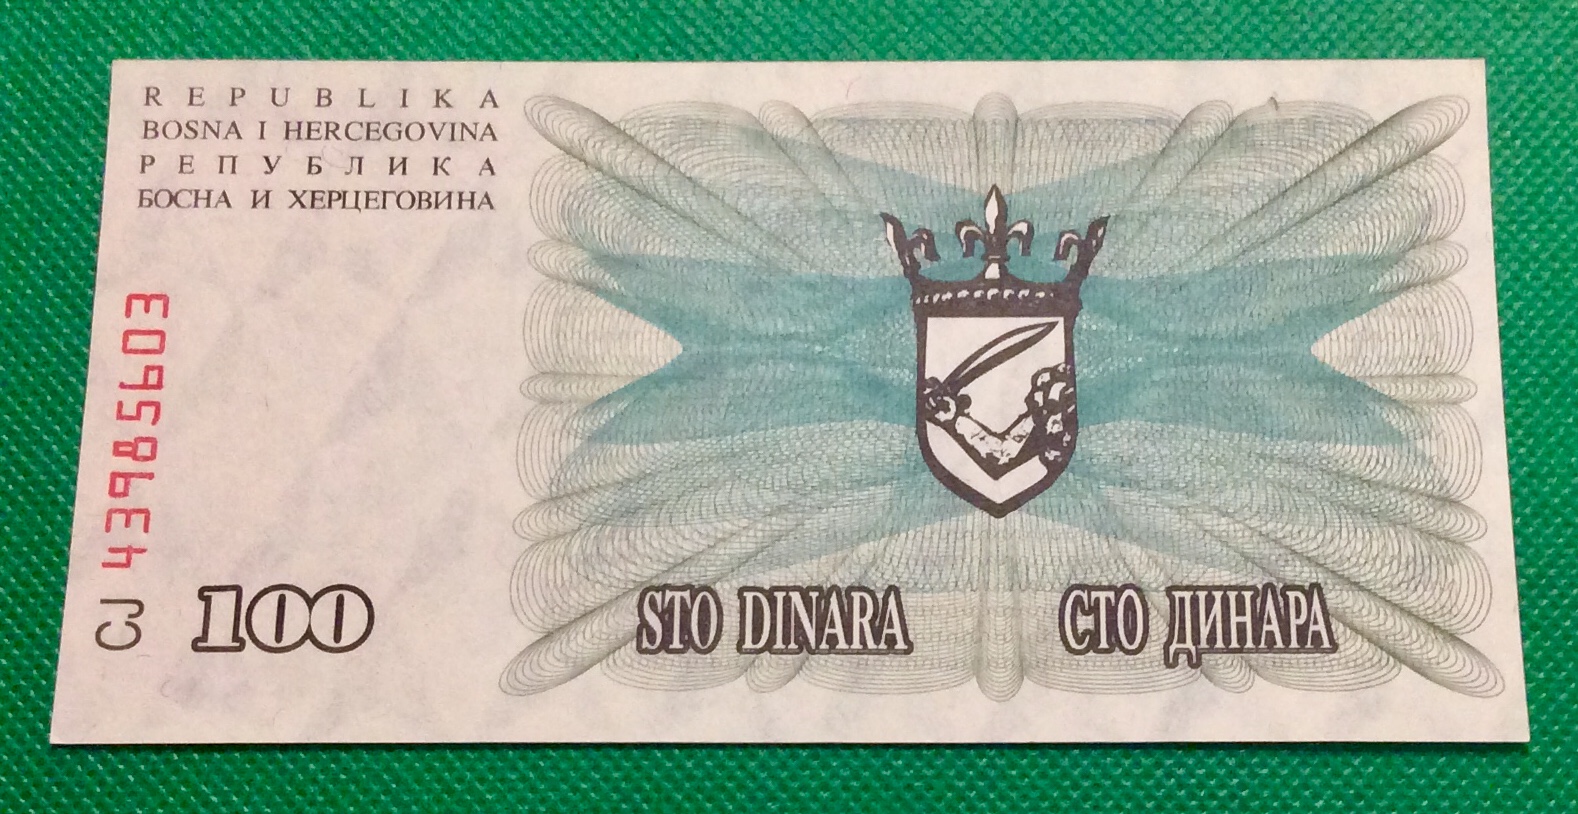 REPUBLIKA
BOSNA I HERCEGOVINA
РЕПУБЛИКА
БОСНА И ХЕРЦЕГОВИНА
CJ 43985603
100
STO DINARA
СТО ДИНАРА